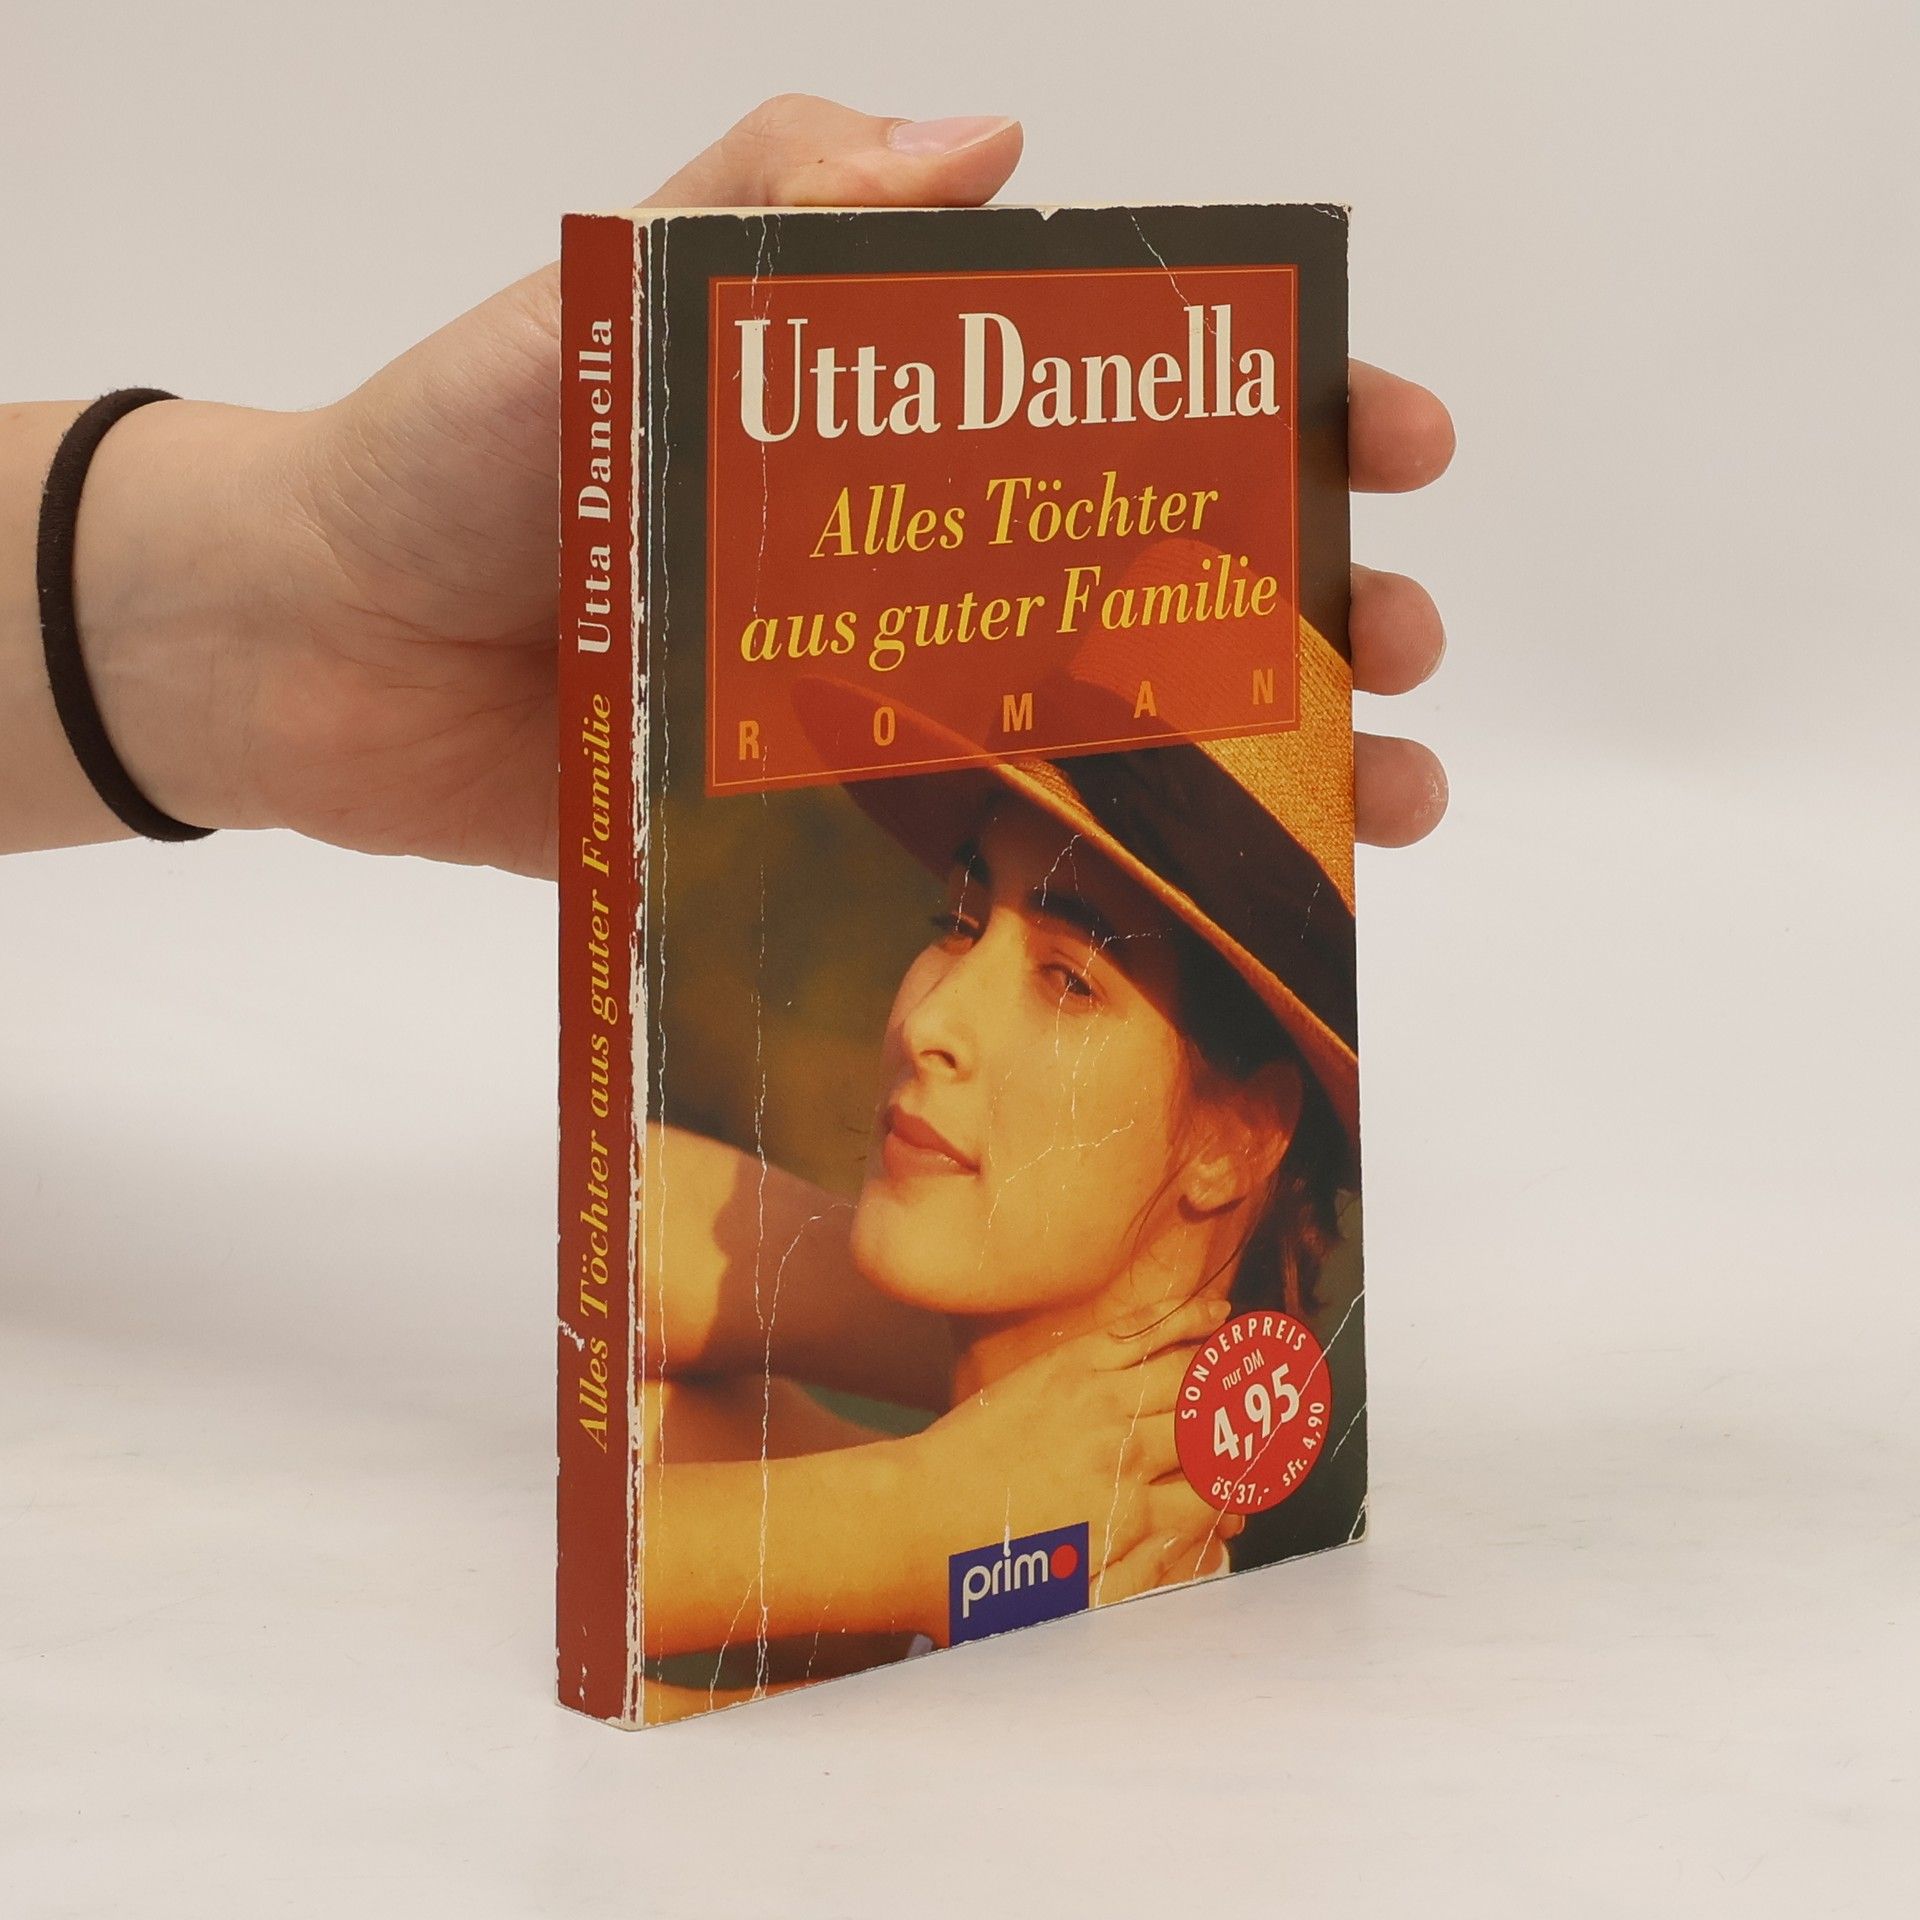 Utta Danella
Alles Töchter
aus guter Familie
ROMAN
SONDERPREIS
nur DM
4,95
öS 37,- sFr. 4,90
primo
Alles Töchter aus guter Familie Utta Danella